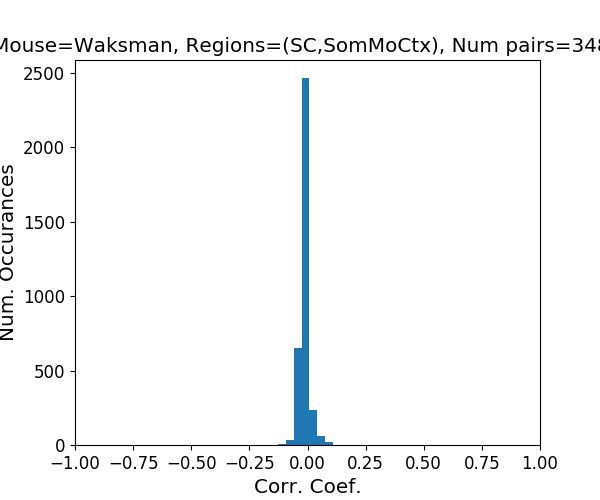 Mouse=Waksman, Regions=(SC,SomMoCtx), Num pairs=348
2500
2000
1500
1000
500
0
Num. Occurances
−1.00 −0.75 −0.50 −0.25 0.00 0.25 0.50 0.75 1.00
Corr. Coef.